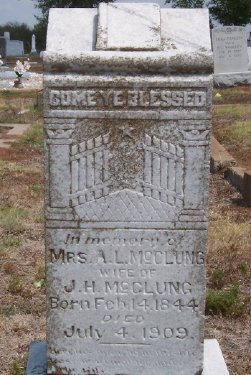 COME YE BLESSED
In memory of
MRS. A. L. McCLUNG
WIFE OF
J. H. McCLUNG
Born Feb. 14, 1844
DIED
July 4, 1909.